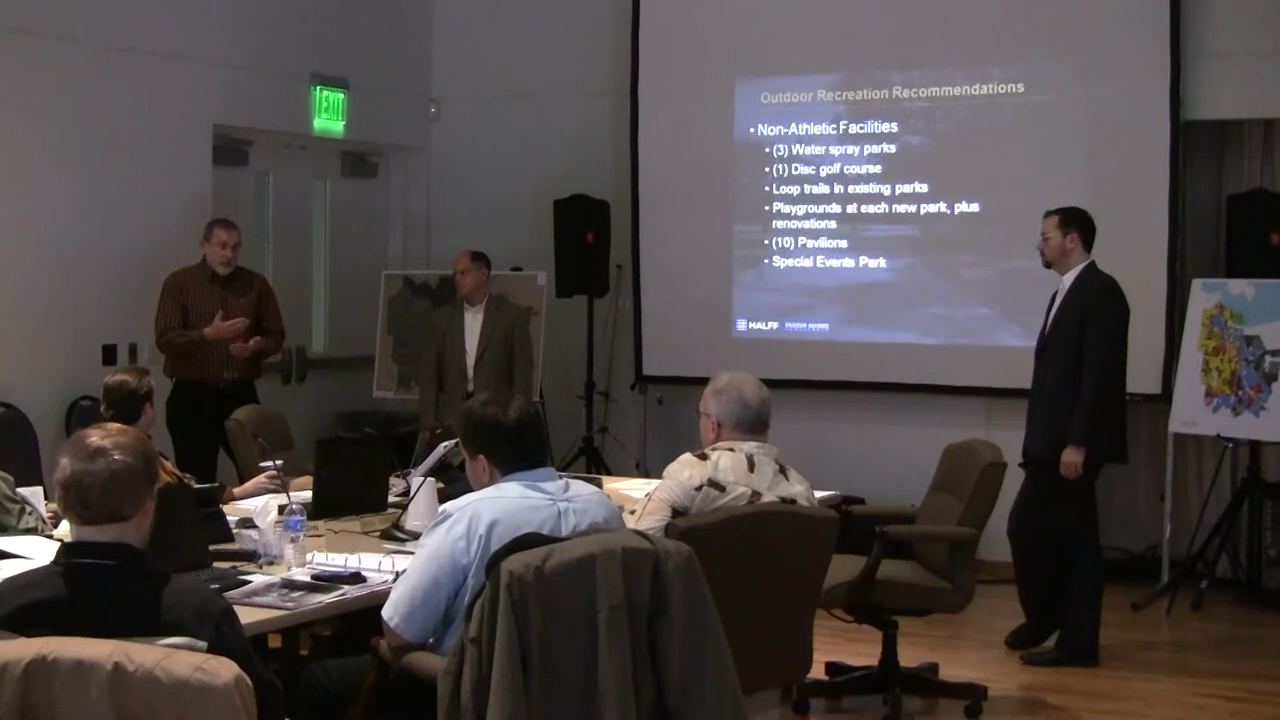 EXIT
Outdoor Recreation Recommendations
• Non-Athletic Facilities
• (3) Water spray parks
• (1) Disc golf course
• Loop trails in existing parks
• Playgrounds at each new park, plus
renovations
• (10) Pavilions
• Special Events Park
HALFF